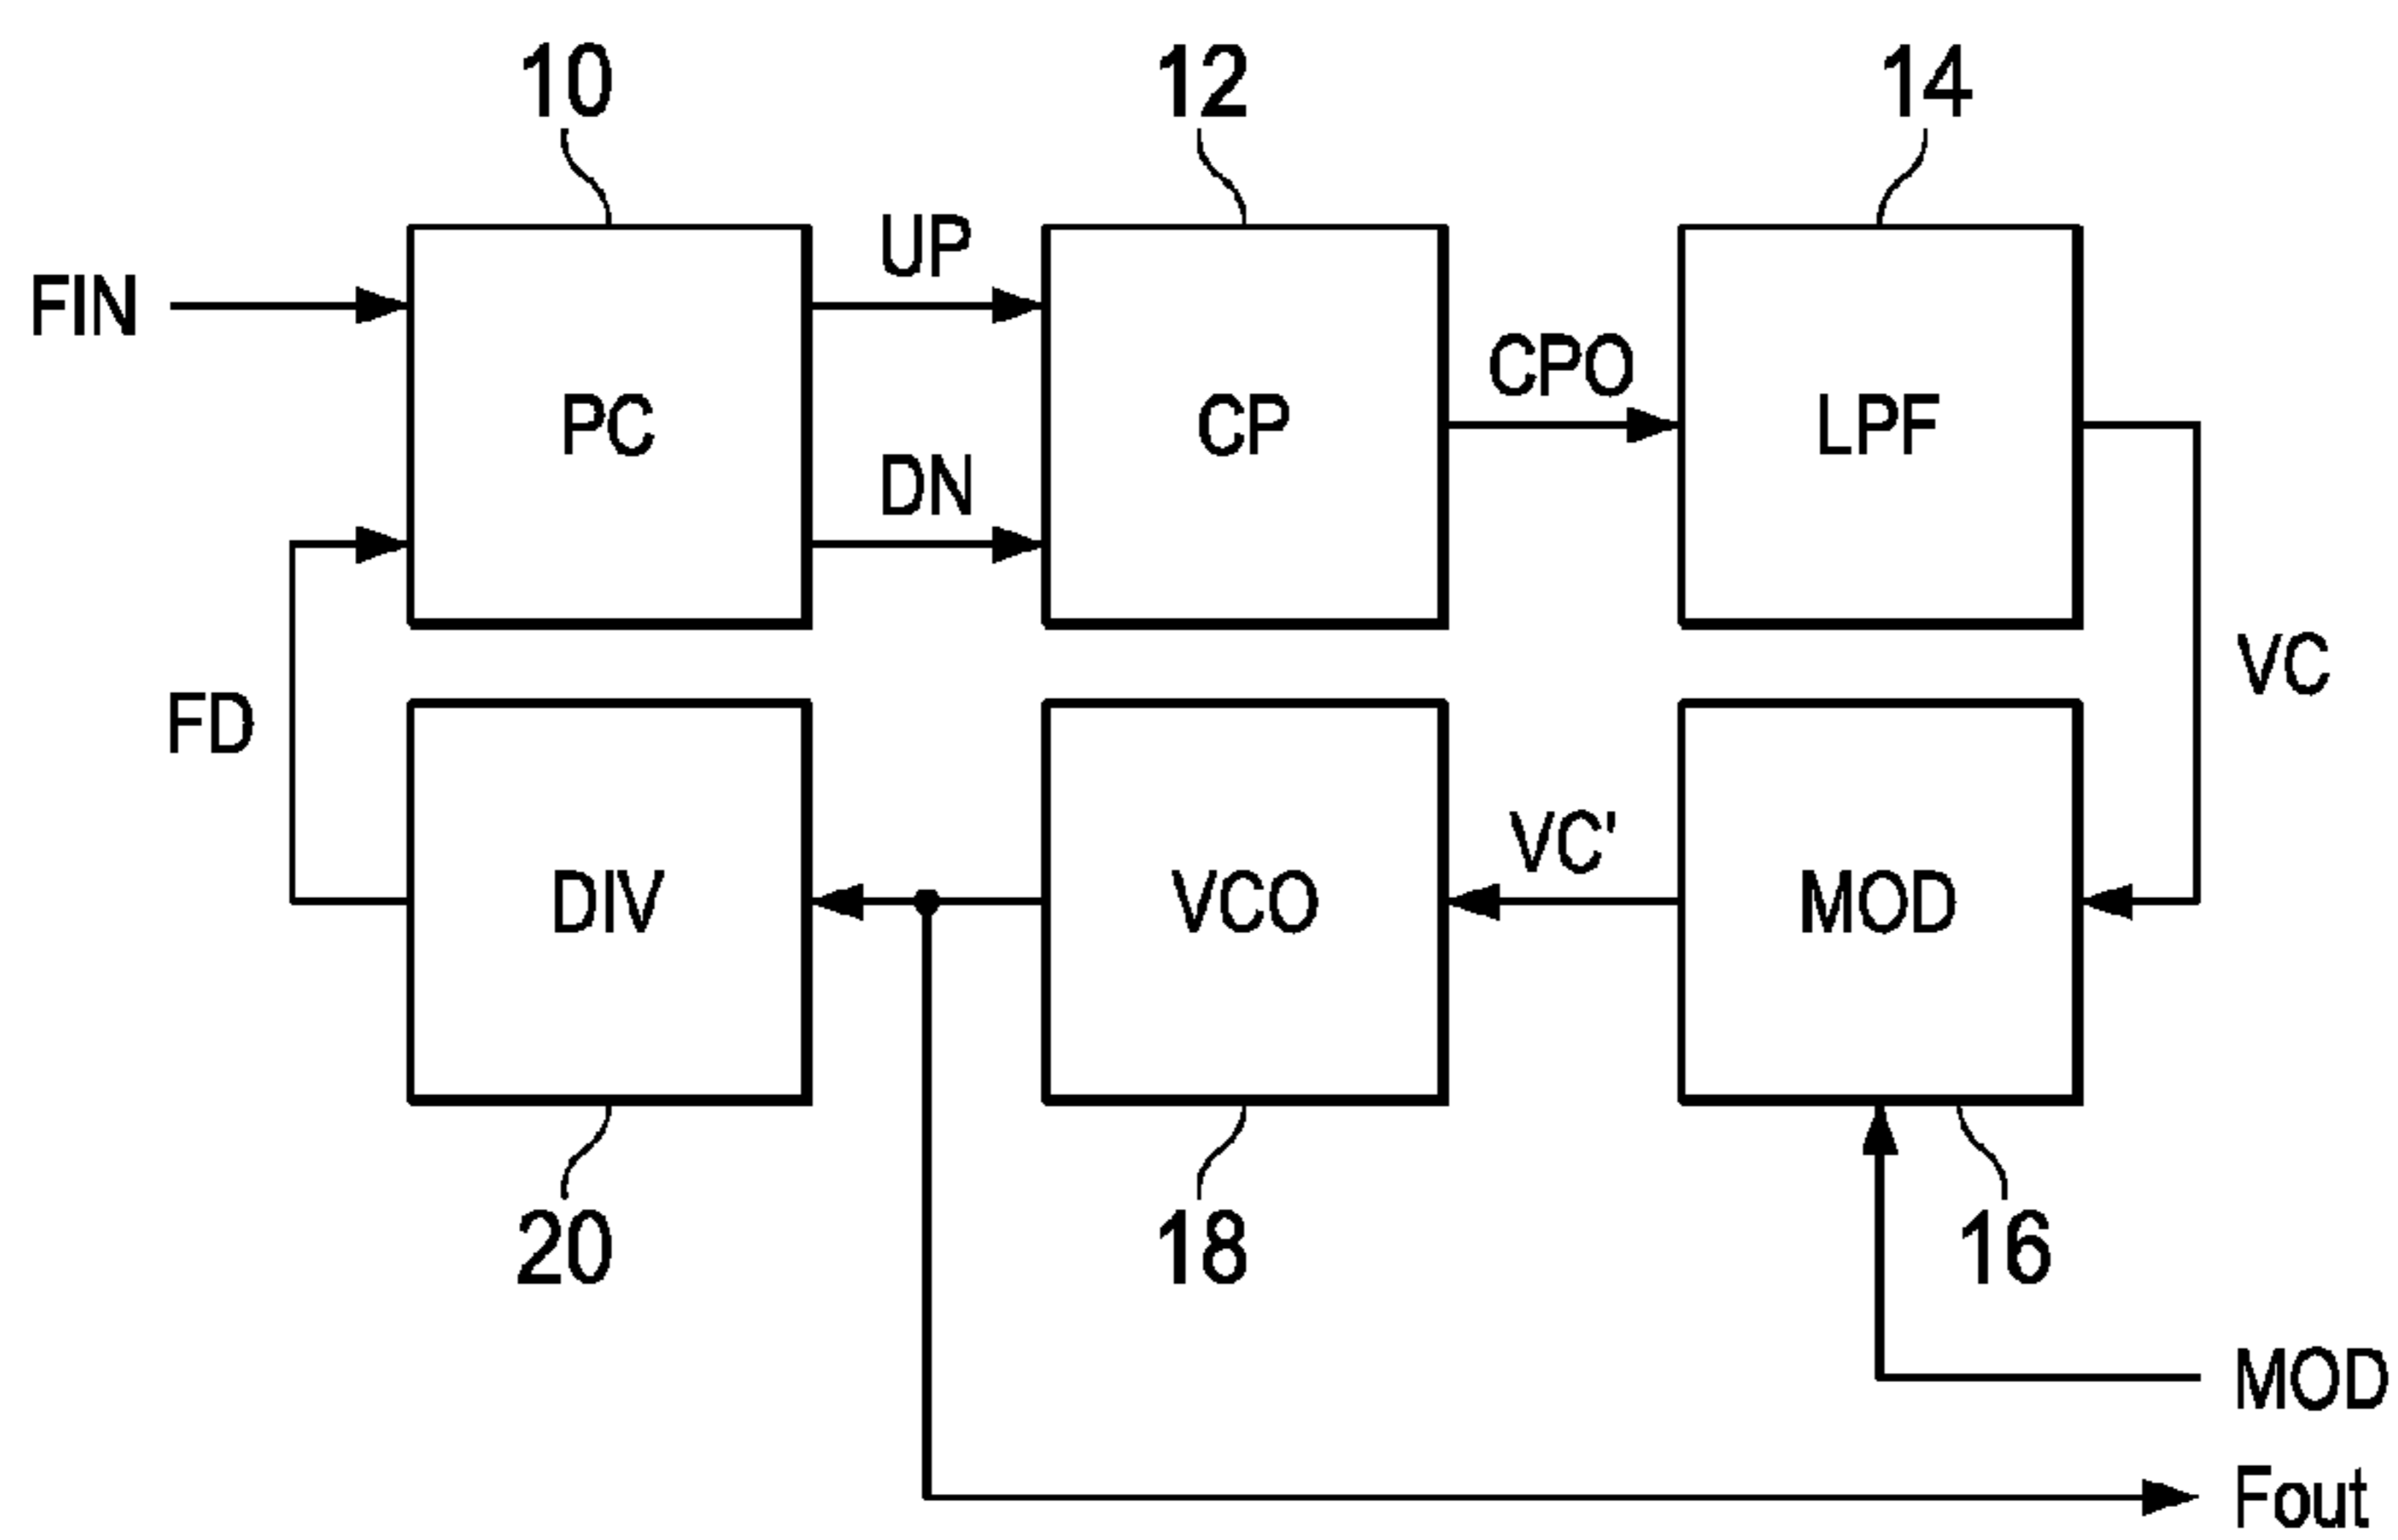 10
12
14
FIN
UP
CPO
PC
CP
LPF
DN
FD
VC
VC'
DIV
VCO
MOD
20
18
16
MOD
Fout